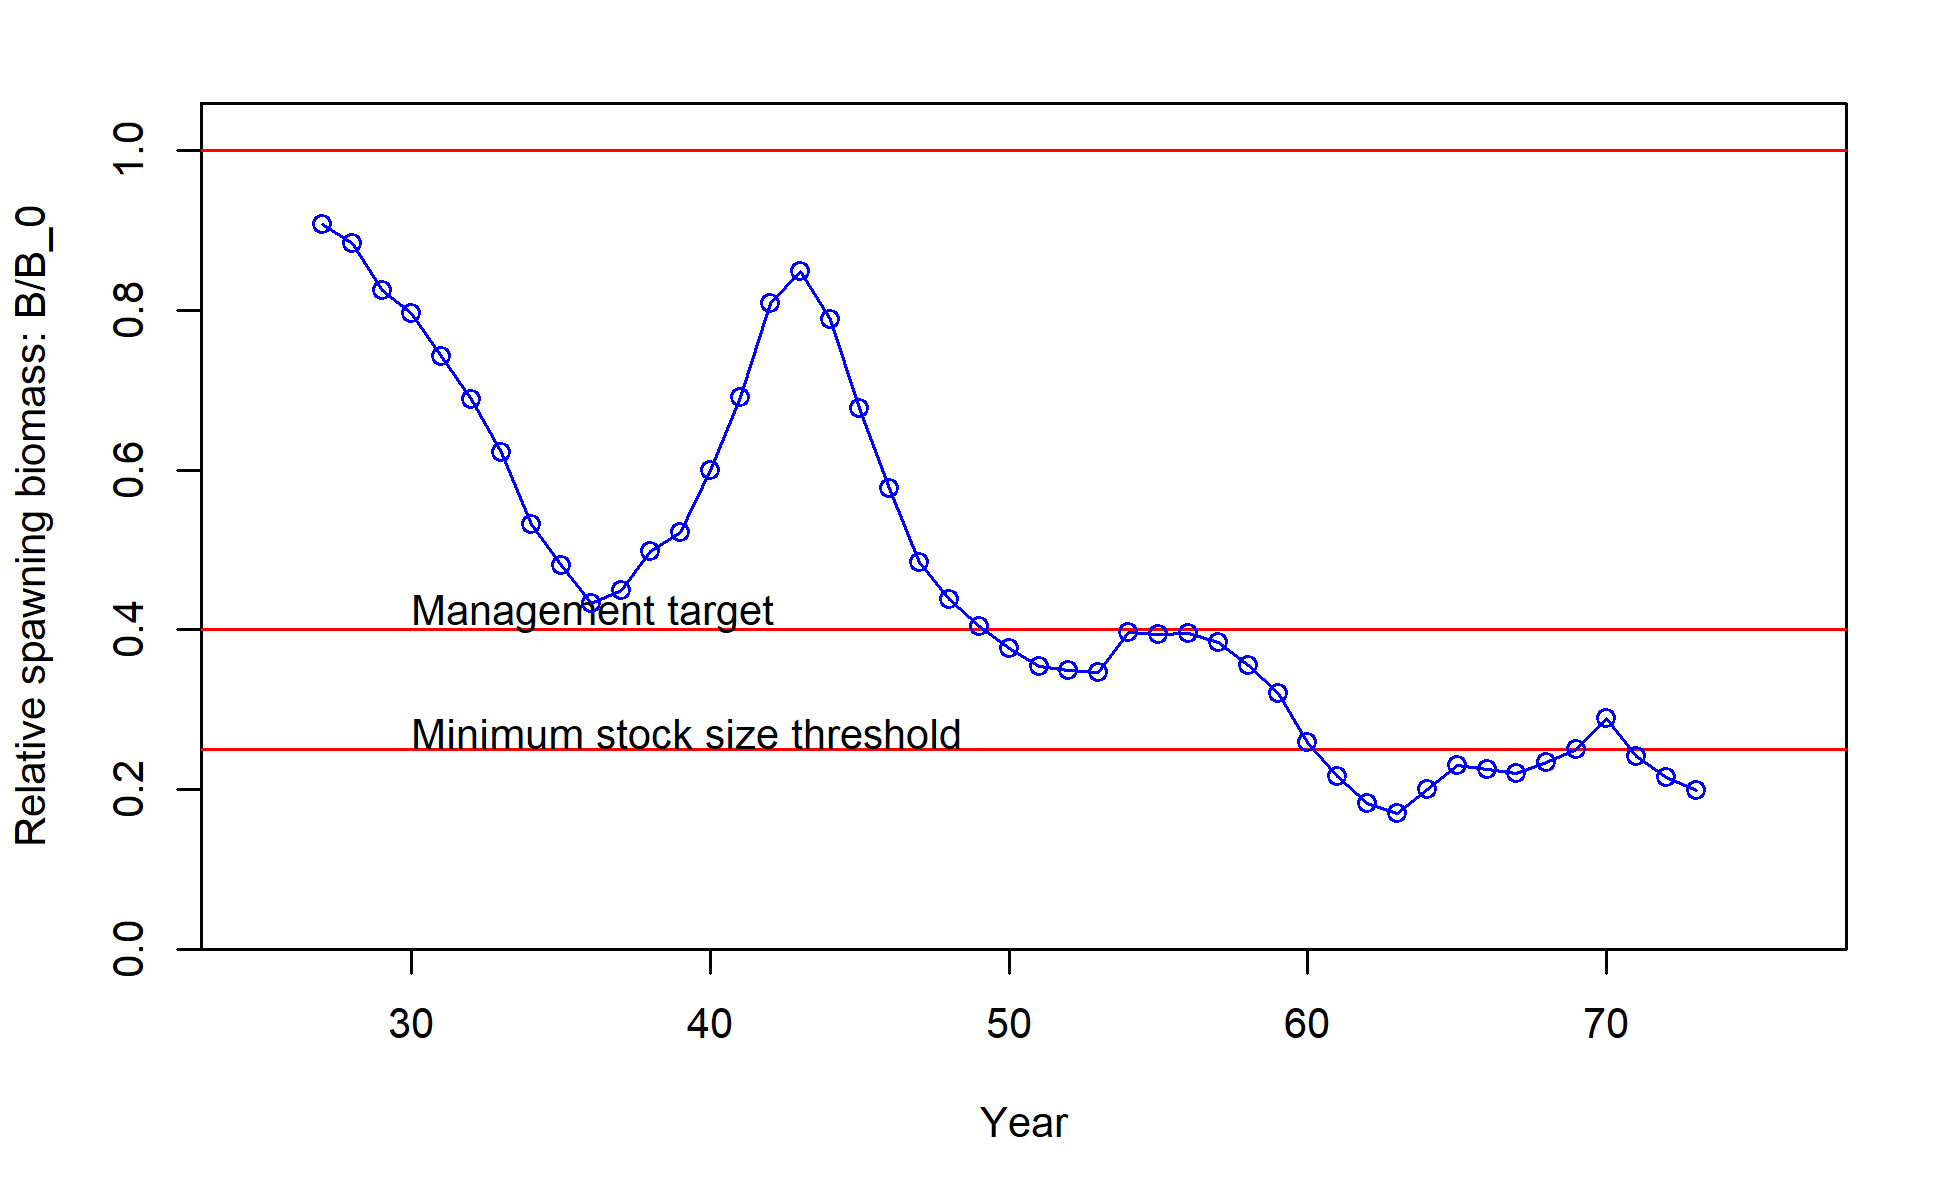 Relative spawning biomass: B/B_0
1.0
0.8
0.6
0.4
0.2
0.0
Management target
Minimum stock size threshold
30 40 50 60 70
Year